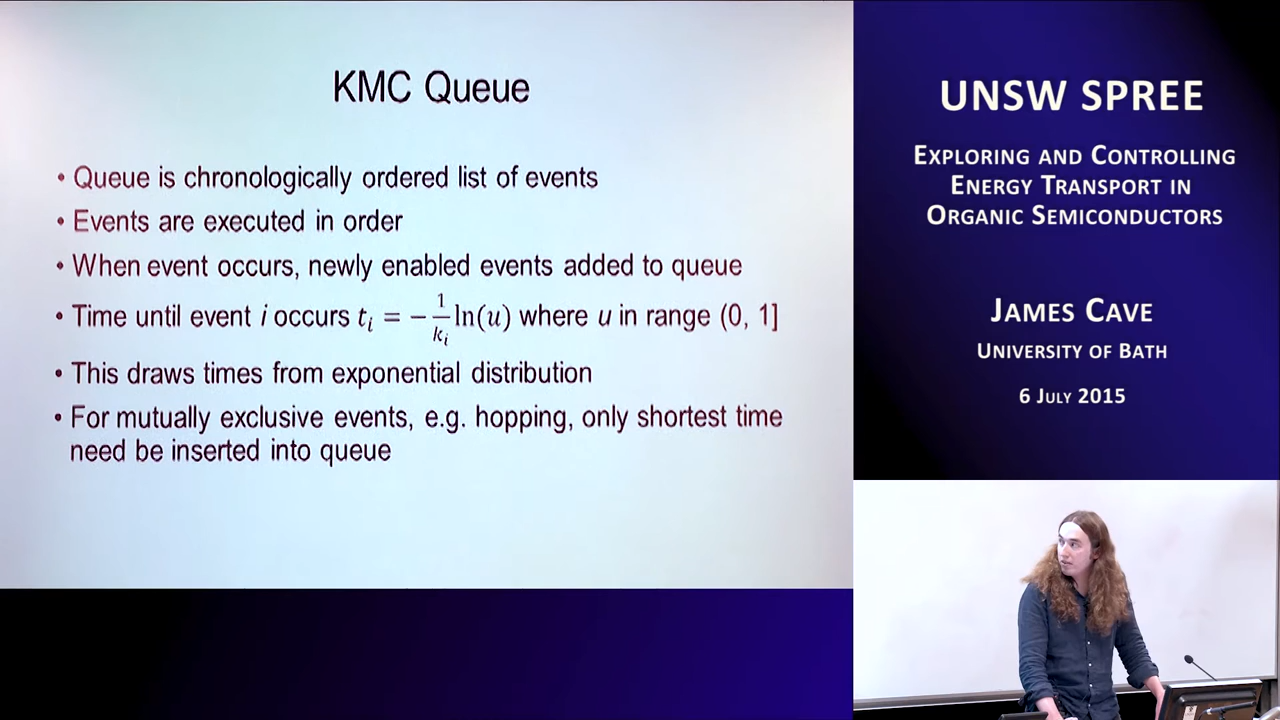 KMC Queue
• Queue is chronologically ordered list of events
• Events are executed in order
• When event occurs, newly enabled events added to queue
• Time until event i occurs tᵢ = −1/kᵢ ln(u) where u in range (0, 1]
• This draws times from exponential distribution
• For mutually exclusive events, e.g. hopping, only shortest time
need be inserted into queue
UNSW SPREE
EXPLORING AND CONTROLLING
ENERGY TRANSPORT IN
ORGANIC SEMICONDUCTORS
JAMES CAVE
UNIVERSITY OF BATH
6 JULY 2015